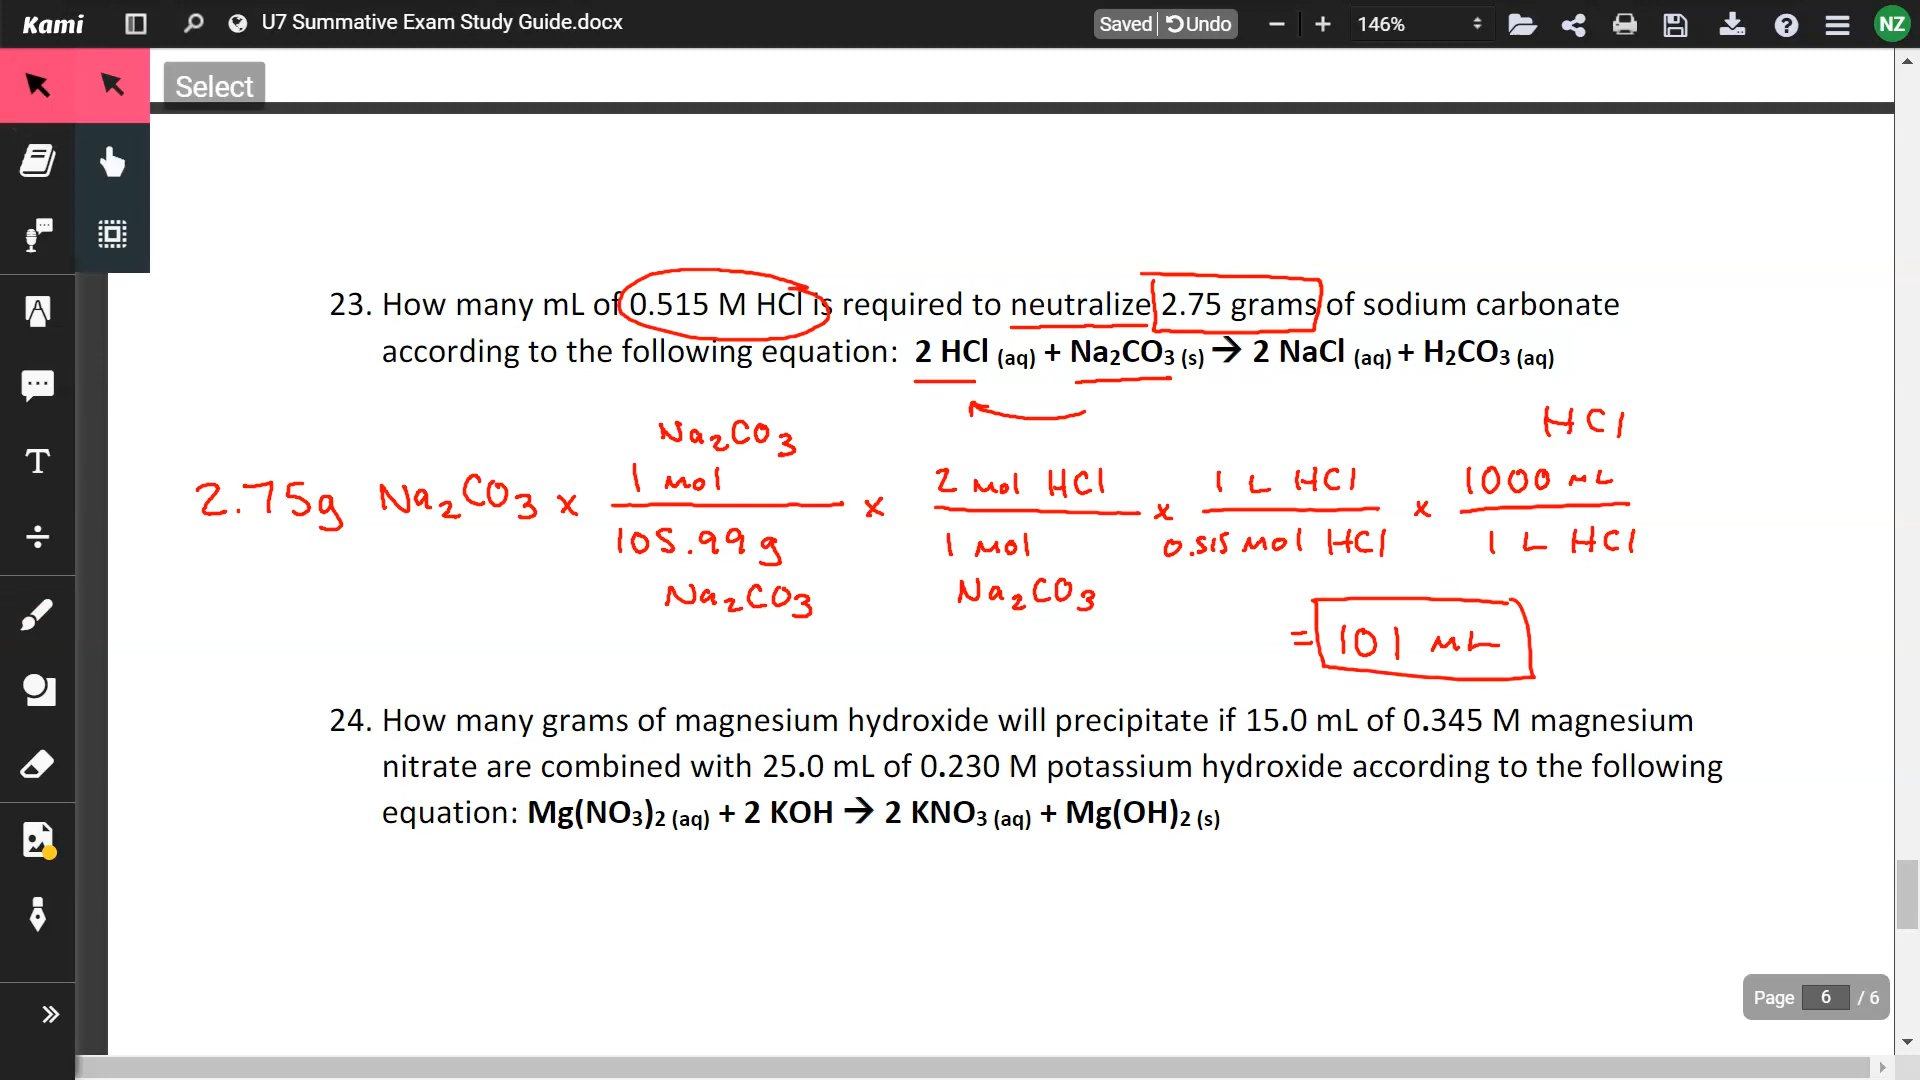 Kami U7 Summative Exam Study Guide.docx Saved Undo 146% NZ
Select
23. How many mL of 0.515 M HCl is required to neutralize 2.75 grams of sodium carbonate
according to the following equation: 2 HCl (aq) + Na₂CO₃ (s) → 2 NaCl (aq) + H₂CO₃ (aq)
Na₂CO₃ HCl
1 mol 2 mol HCl 1 L HCl 1000 mL
2.75g Na₂CO₃ x x x x
105.99 g 1 mol 0.515 mol HCl 1 L HCl
Na₂CO₃ Na₂CO₃
= 101 mL
24. How many grams of magnesium hydroxide will precipitate if 15.0 mL of 0.345 M magnesium
nitrate are combined with 25.0 mL of 0.230 M potassium hydroxide according to the following
equation: Mg(NO₃)₂ (aq) + 2 KOH → 2 KNO₃ (aq) + Mg(OH)₂ (s)
Page 6 / 6